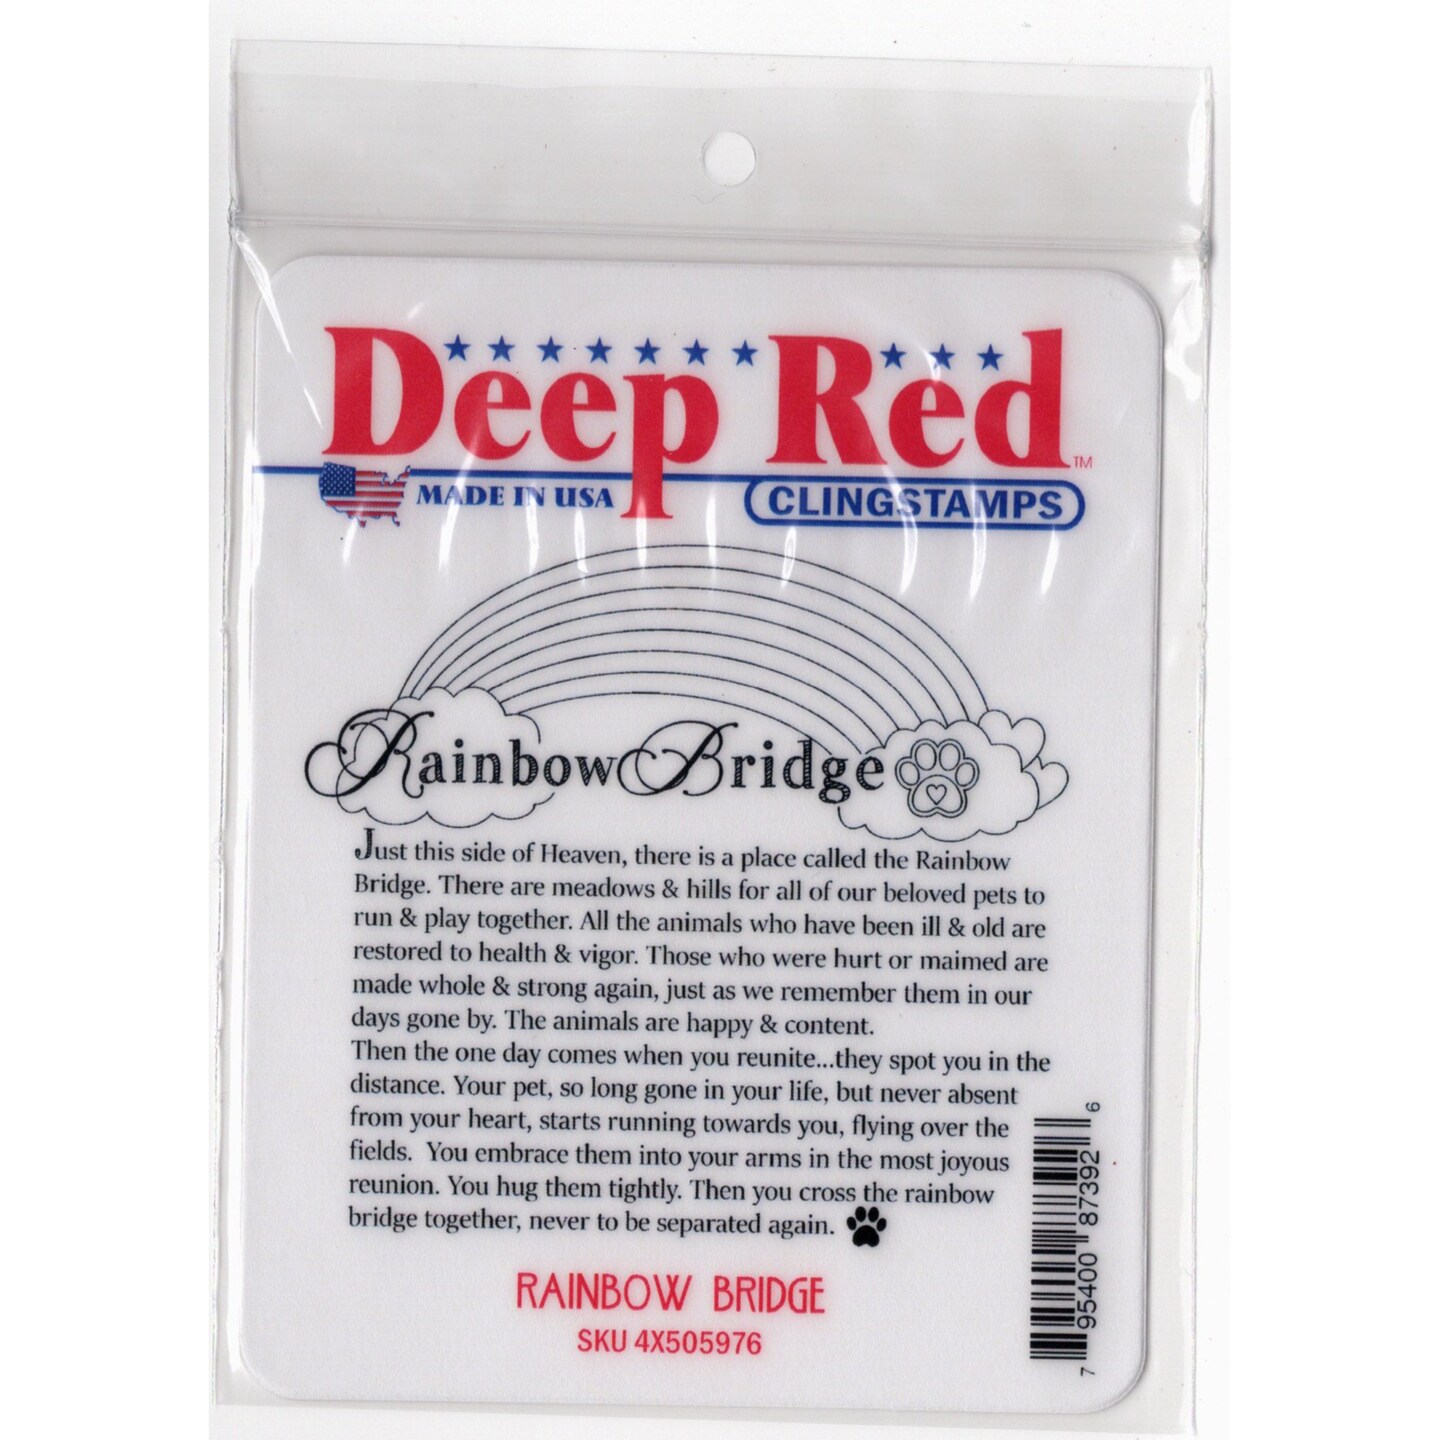 Deep Red™
MADE IN USA
CLINGSTAMPS
Rainbow Bridge
Just this side of Heaven, there is a place called the Rainbow
Bridge. There are meadows & hills for all of our beloved pets to
run & play together. All the animals who have been ill & old are
restored to health & vigor. Those who were hurt or maimed are
made whole & strong again, just as we remember them in our
days gone by. The animals are happy & content.
Then the one day comes when you reunite...they spot you in the
distance. Your pet, so long gone in your life, but never absent
from your heart, starts running towards you, flying over the
fields. You embrace them into your arms in the most joyous
reunion. You hug them tightly. Then you cross the rainbow
bridge together, never to be separated again.
RAINBOW BRIDGE
SKU 4X505976
7 95400 87392 6